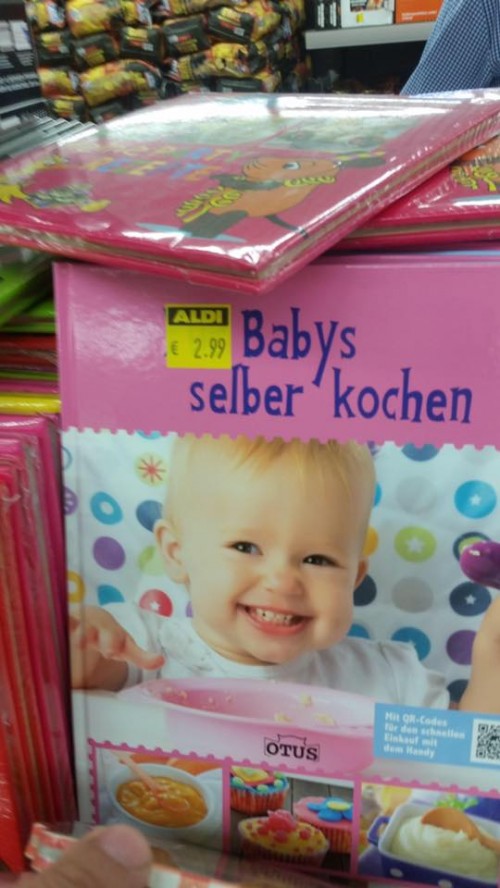 ALDI
€ 2.99
Babys
selber kochen
Mit QR-Codes
für den schnellen
Einkauf mit
dem Handy
OTUS